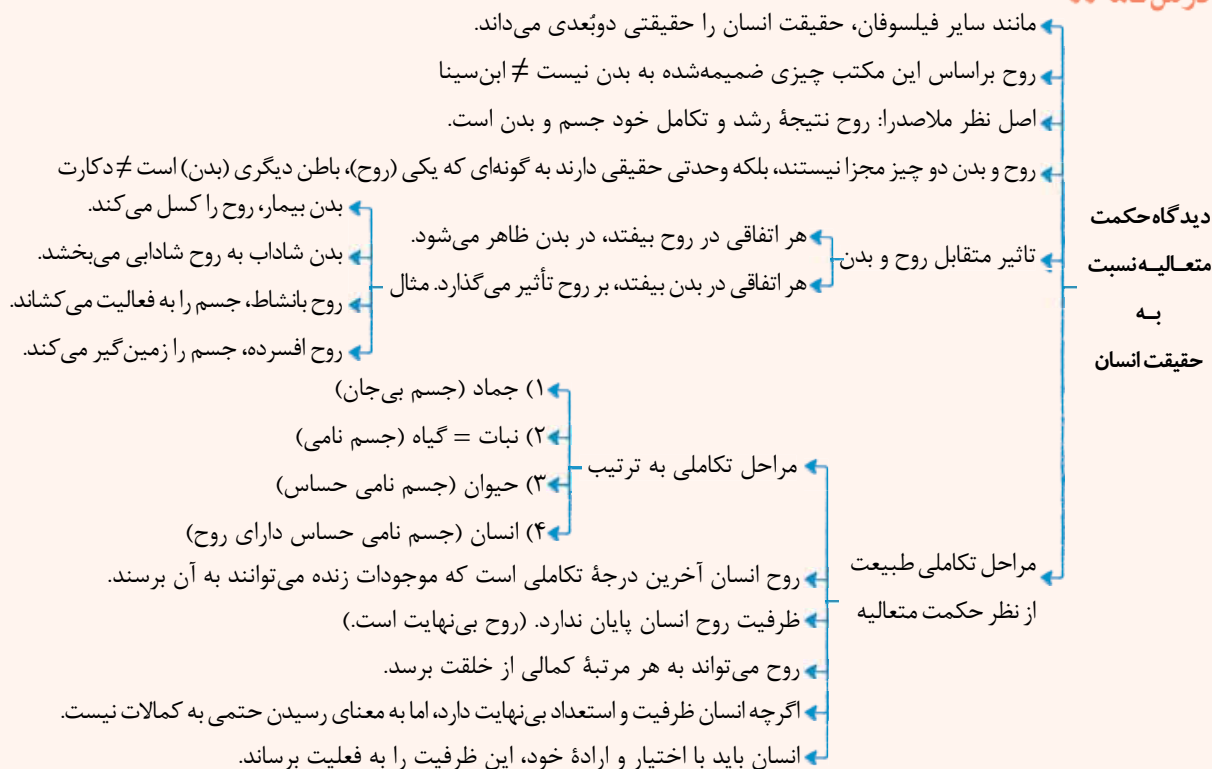 مانند سایر فیلسوفان، حقیقت انسان را حقیقتی دوبُعدی می‌داند.
روح براساس این مکتب چیزی ضمیمه‌شده به بدن نیست ≠ ابن‌سینا
اصل نظر ملاصدرا: روح نتیجهٔ رشد و تکامل خود جسم و بدن است.
روح و بدن دو چیز مجزا نیستند، بلکه وحدتی حقیقی دارند به گونه‌ای که یکی (روح)، باطن دیگری (بدن) است ≠ دکارت
دیدگاه حکمت
متعــالیــه نسبت
بــه
حقیقت انسان
تاثیر متقابل روح و بدن
هر اتفاقی در روح بیفتد، در بدن ظاهر می‌شود.
هر اتفاقی در بدن بیفتد، بر روح تأثیر می‌گذارد. مثال
بدن بیمار، روح را کسل می‌کند.
بدن شاداب به روح شادابی می‌بخشد.
روح بانشاط، جسم را به فعالیت می‌کشاند.
روح افسرده، جسم را زمین‌گیر می‌کند.
مراحل تکاملی طبیعت
از نظر حکمت متعالیه
مراحل تکاملی به ترتیب
۱) جماد (جسم بی‌جان)
۲) نبات = گیاه (جسم نامی)
۳) حیوان (جسم نامی حساس)
۴) انسان (جسم نامی حساس دارای روح)
روح انسان آخرین درجهٔ تکاملی است که موجودات زنده می‌توانند به آن برسند.
ظرفیت روح انسان پایان ندارد. (روح بی‌نهایت است.)
روح می‌تواند به هر مرتبهٔ کمالی از خلقت برسد.
اگرچه انسان ظرفیت و استعداد بی‌نهایت دارد، اما به معنای رسیدن حتمی به کمالات نیست.
انسان باید با اختیار و ارادهٔ خود، این ظرفیت را به فعلیت برساند.